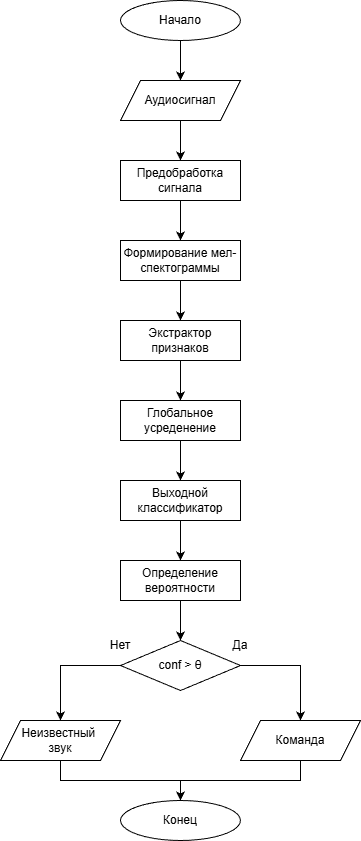 Начало
Аудиосигнал
Предобработка
сигнала
Формирование мел-
спектограммы
Экстрактор
признаков
Глобальное
усреденение
Выходной
классификатор
Определение
вероятности
Нет
Да
conf > θ
Неизвестный
звук
Команда
Конец